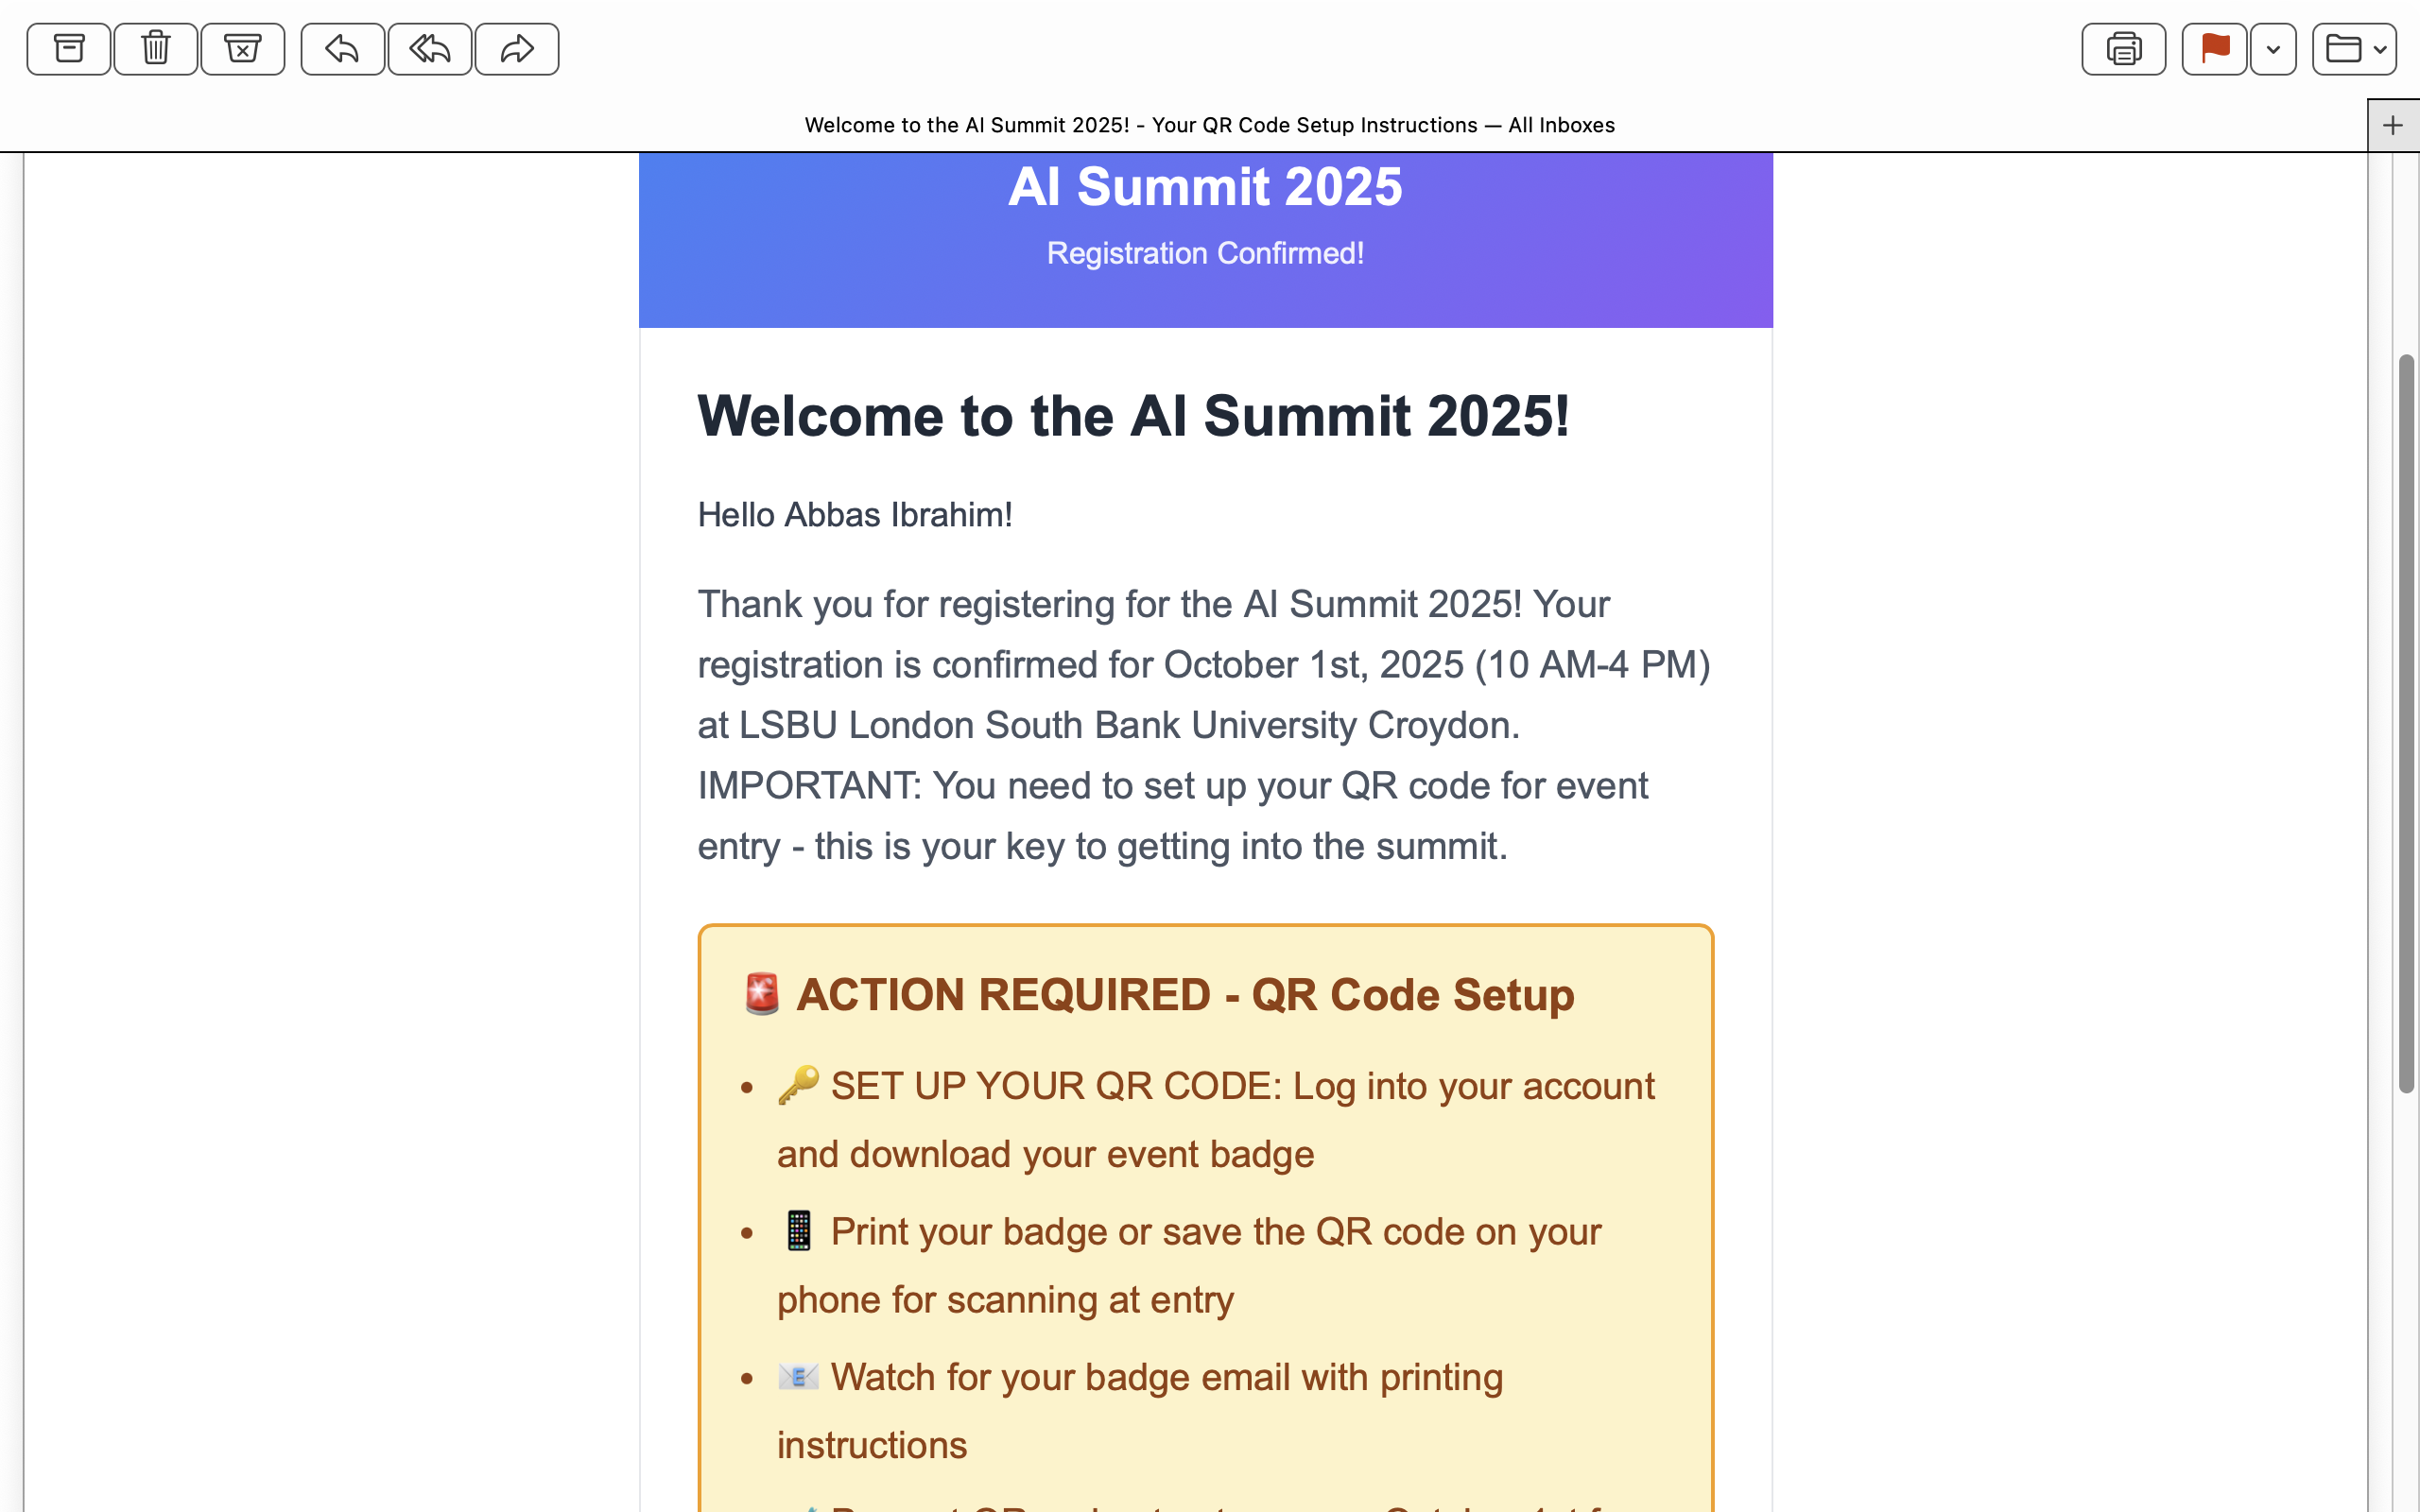 Welcome to the AI Summit 2025! - Your QR Code Setup Instructions — All Inboxes
AI Summit 2025
Registration Confirmed!
Welcome to the AI Summit 2025!
Hello Abbas Ibrahim!
Thank you for registering for the AI Summit 2025! Your
registration is confirmed for October 1st, 2025 (10 AM-4 PM)
at LSBU London South Bank University Croydon.
IMPORTANT: You need to set up your QR code for event
entry - this is your key to getting into the summit.
🚨 ACTION REQUIRED - QR Code Setup
• 🔑 SET UP YOUR QR CODE: Log into your account
and download your event badge
• 📱 Print your badge or save the QR code on your
phone for scanning at entry
• 📧 Watch for your badge email with printing
instructions